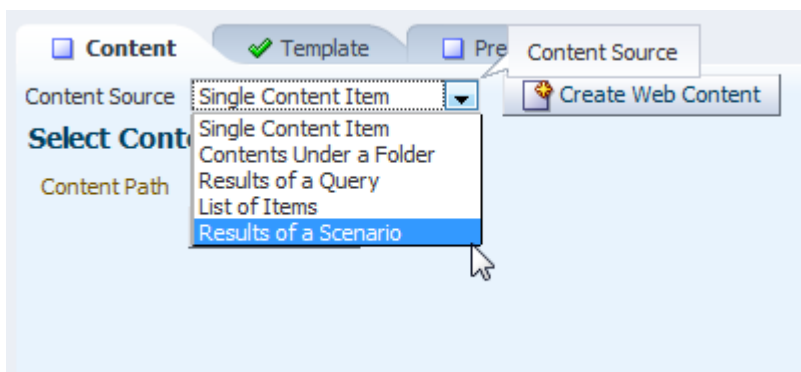 Content
Template
Pre
Content Source
Content Source
Single Content Item
Create Web Content
Select Conte
Single Content Item
Contents Under a Folder
Content Path
Results of a Query
List of Items
Results of a Scenario